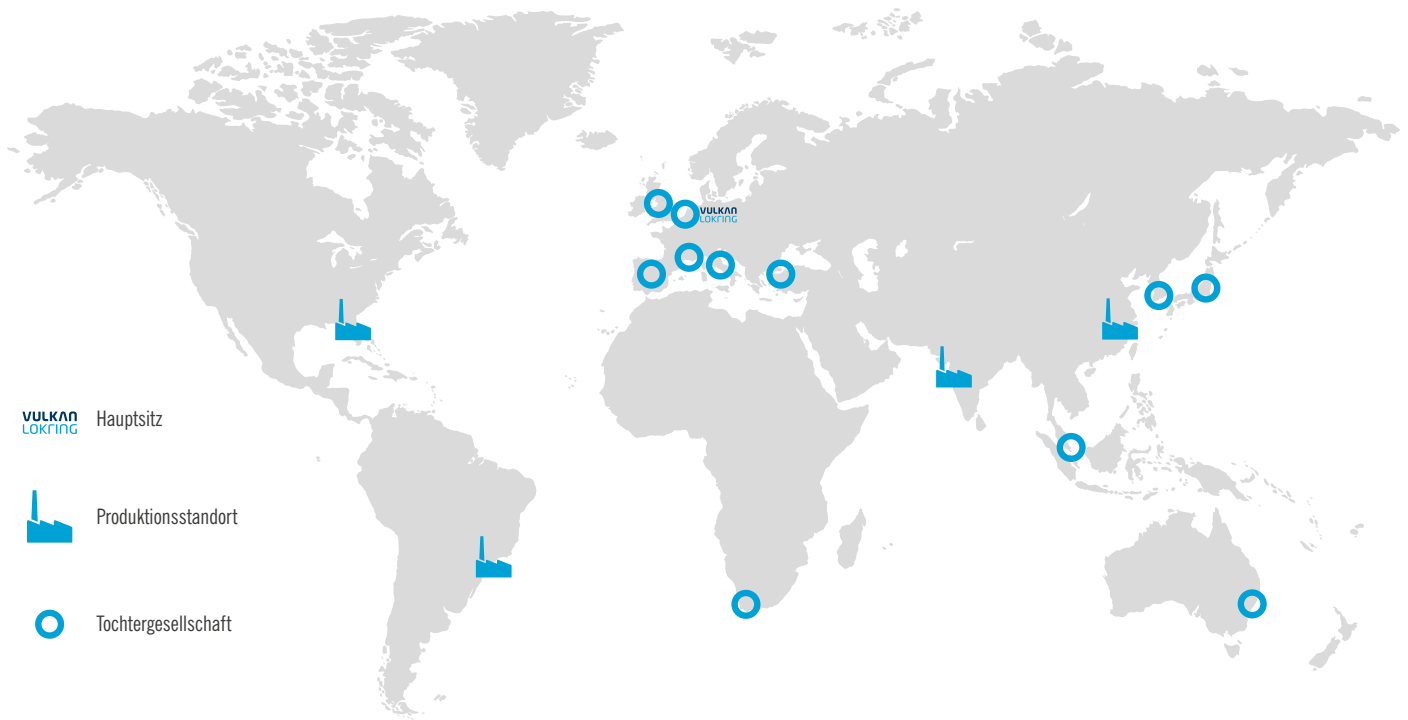 VULKAN
LOKRING
VULKAN
LOKRING
Hauptsitz
Produktionsstandort
Tochtergesellschaft